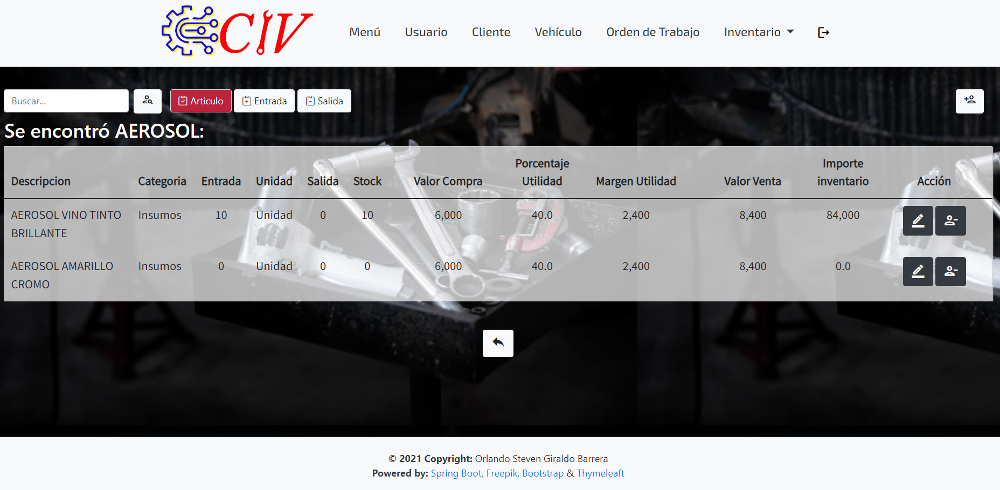 CIV
Menú Usuario Cliente Vehículo Orden de Trabajo Inventario
Buscar... Articulo Entrada Salida
Se encontró AEROSOL:
Porcentaje Importe
Descripcion Categoria Entrada Unidad Salida Stock Valor Compra Utilidad Margen Utilidad Valor Venta inventario Acción
AEROSOL VINO TINTO Insumos 10 Unidad 0 10 6,000 40.0 2,400 8,400 84,000
BRILLANTE
AEROSOL AMARILLO Insumos 0 Unidad 0 0 6,000 40.0 2,400 8,400 0.0
CROMO
© 2021 Copyright: Orlando Steven Giraldo Barrera
Powered by: Spring Boot, Freepik, Bootstrap & Thymeleaft